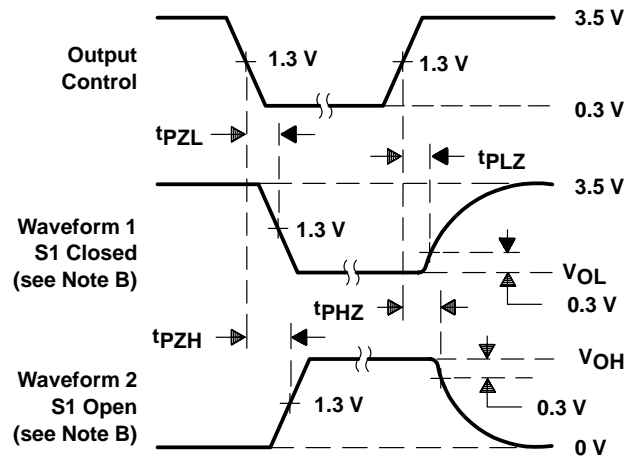 3.5 V
Output
Control
1.3 V
1.3 V
0.3 V
tPZL
tPLZ
3.5 V
Waveform 1
S1 Closed
(see Note B)
1.3 V
VOL
0.3 V
tPHZ
tPZH
VOH
Waveform 2
S1 Open
(see Note B)
1.3 V
0.3 V
0 V